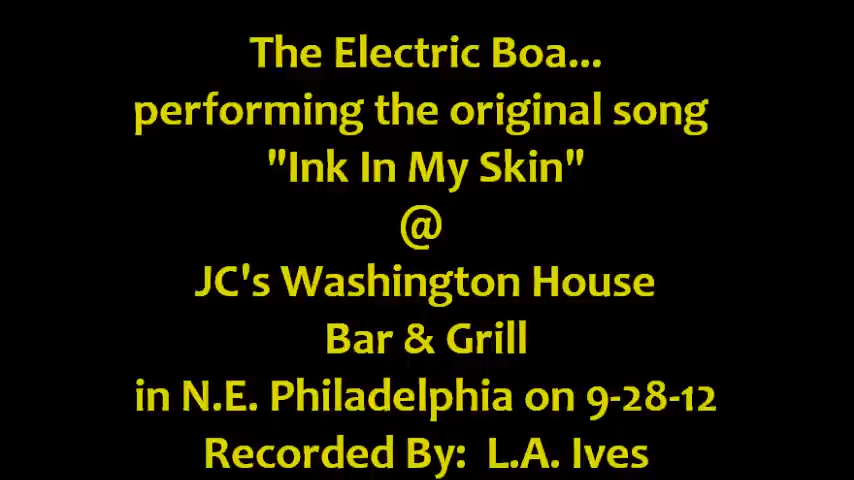 The Electric Boa...
performing the original song
"Ink In My Skin"
@
JC's Washington House
Bar & Grill
in N.E. Philadelphia on 9-28-12
Recorded By:  L.A. Ives